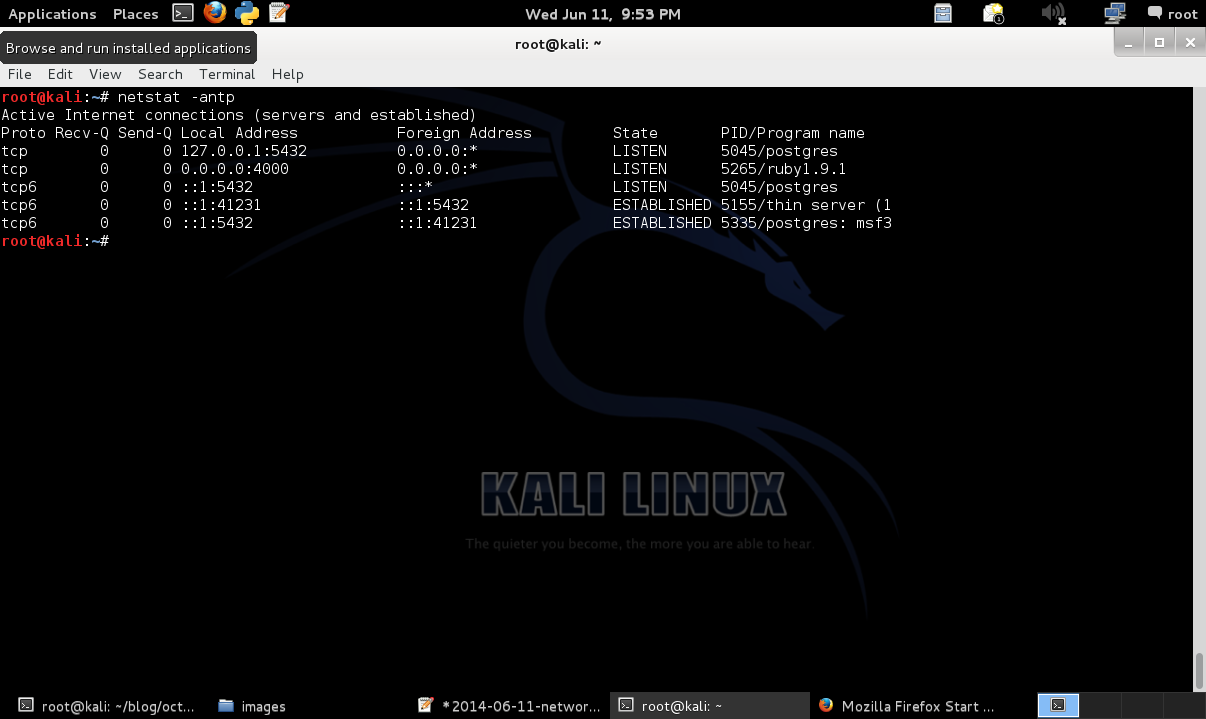 Applications Places Wed Jun 11, 9:53 PM 1 root
Browse and run installed applications root@kali: ~
File Edit View Search Terminal Help
root@kali:~# netstat -antp
Active Internet connections (servers and established)
Proto Recv-Q Send-Q Local Address Foreign Address State PID/Program name
tcp 0 0 127.0.0.1:5432 0.0.0.0:* LISTEN 5045/postgres
tcp 0 0 0.0.0.0:4000 0.0.0.0:* LISTEN 5265/ruby1.9.1
tcp6 0 0 ::1:5432 :::* LISTEN 5045/postgres
tcp6 0 0 ::1:41231 ::1:5432 ESTABLISHED 5155/thin server (1
tcp6 0 0 ::1:5432 ::1:41231 ESTABLISHED 5335/postgres: msf3
root@kali:~#
KALI LINUX
The quieter you become, the more you are able to hear.
root@kali: ~/blog/oct... images *2014-06-11-networ... root@kali: ~ Mozilla Firefox Start ...